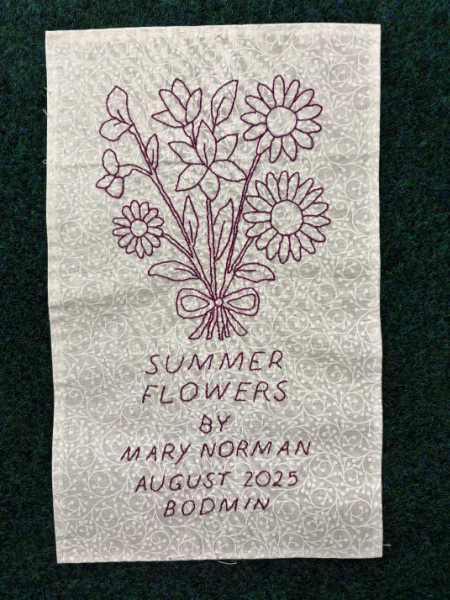 SUMMER
FLOWERS
BY
MARY NORMAN
AUGUST 2025
BODMIN